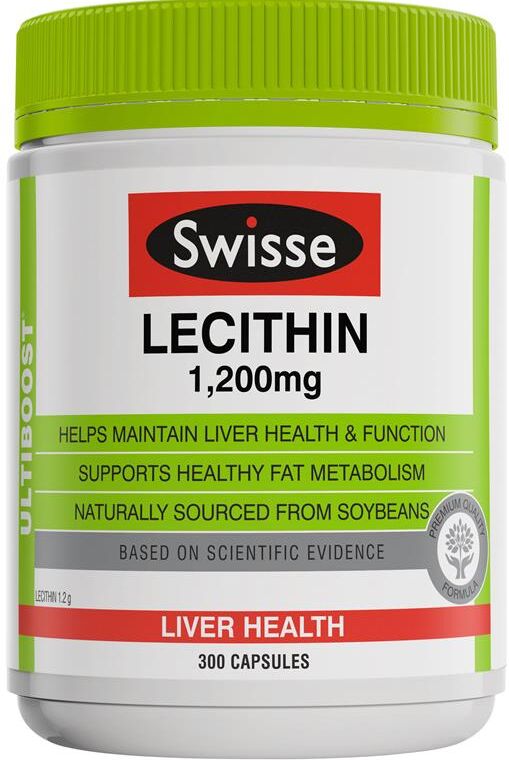 Swisse
LECITHIN
1,200mg
ULTIBOOST
HELPS MAINTAIN LIVER HEALTH & FUNCTION
SUPPORTS HEALTHY FAT METABOLISM
NATURALLY SOURCED FROM SOYBEANS
BASED ON SCIENTIFIC EVIDENCE
PREMIUM QUALITY
FORMULA
LECITHIN 1.2 g
LIVER HEALTH
300 CAPSULES